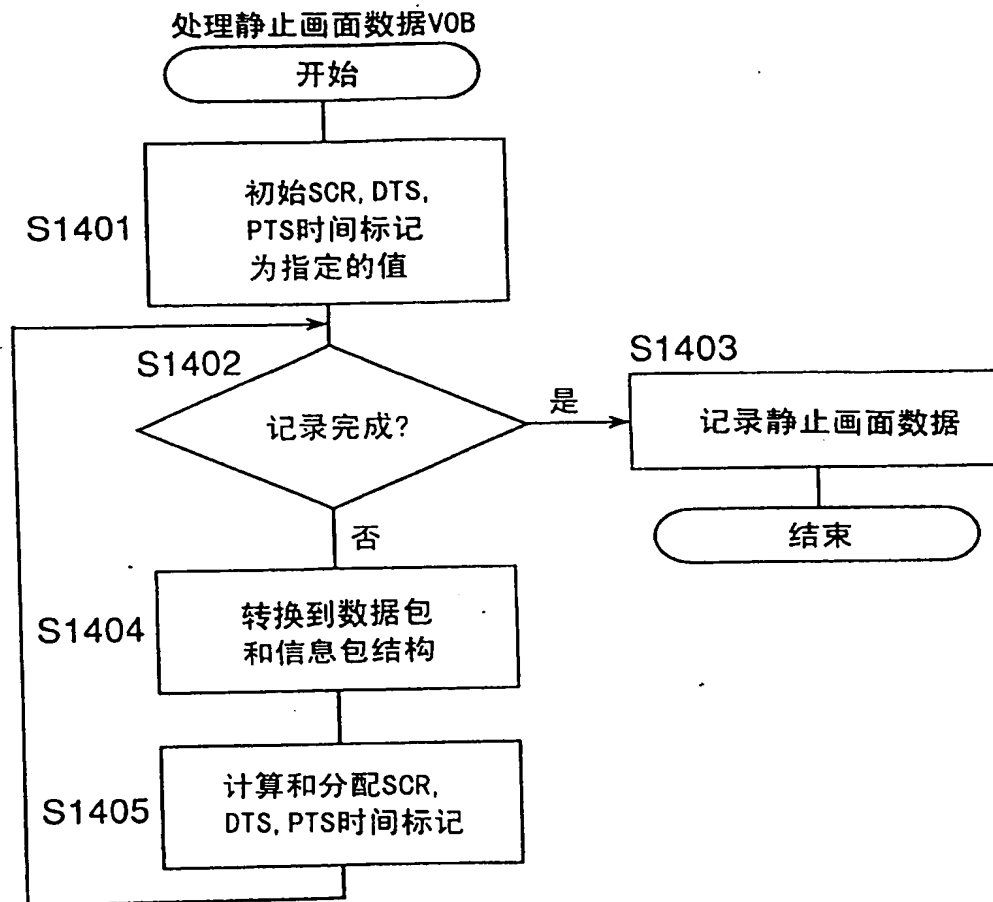 处理静止画面数据VOB
开始
S1401
初始SCR, DTS,
PTS时间标记
为指定的值
S1402
记录完成?
是
S1403
记录静止画面数据
结束
否
S1404
转换到数据包
和信息包结构
S1405
计算和分配SCR,
DTS, PTS时间标记